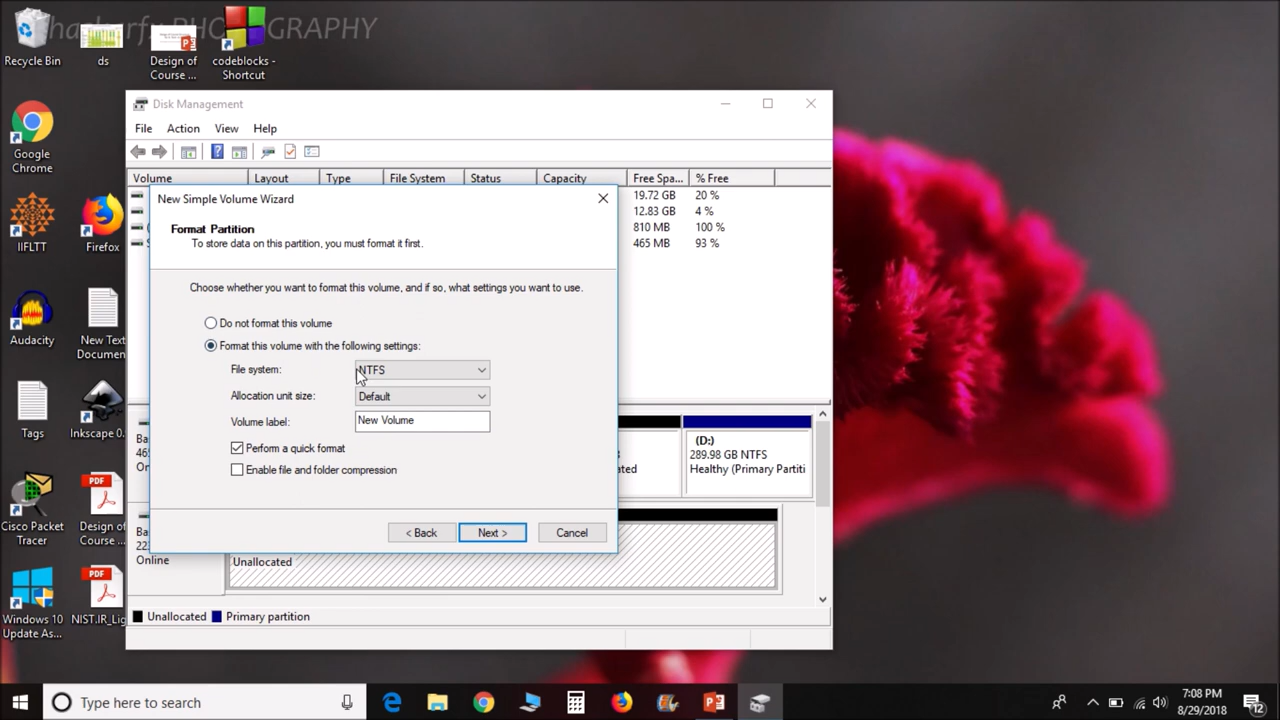 PHOTOGRAPHY
Recycle Bin
ds
Design of
Course ...
codeblocks -
Shortcut
Google
Chrome
IIFLTT
Firefox
Audacity
New Text
Documen
Tags
Inkscape 0.
Cisco Packet
Tracer
Design of
Course ...
Windows 10
Update As...
NIST.IR_Lig
PDF
PDF
Disk Management
File Action View Help
Volume Layout Type File System Status Capacity Free Spa... % Free
19.72 GB 20 %
12.83 GB 4 %
810 MB 100 %
465 MB 93 %
New Simple Volume Wizard
Format Partition
To store data on this partition, you must format it first.
Choose whether you want to format this volume, and if so, what settings you want to use.
Do not format this volume
Format this volume with the following settings:
File system: NTFS
Allocation unit size: Default
Volume label: New Volume
Perform a quick format
Enable file and folder compression
< Back Next > Cancel
(D:)
289.98 GB NTFS
Healthy (Primary Partiti
Online
Unallocated
Unallocated Primary partition
Type here to search
7:08 PM
8/29/2018
12